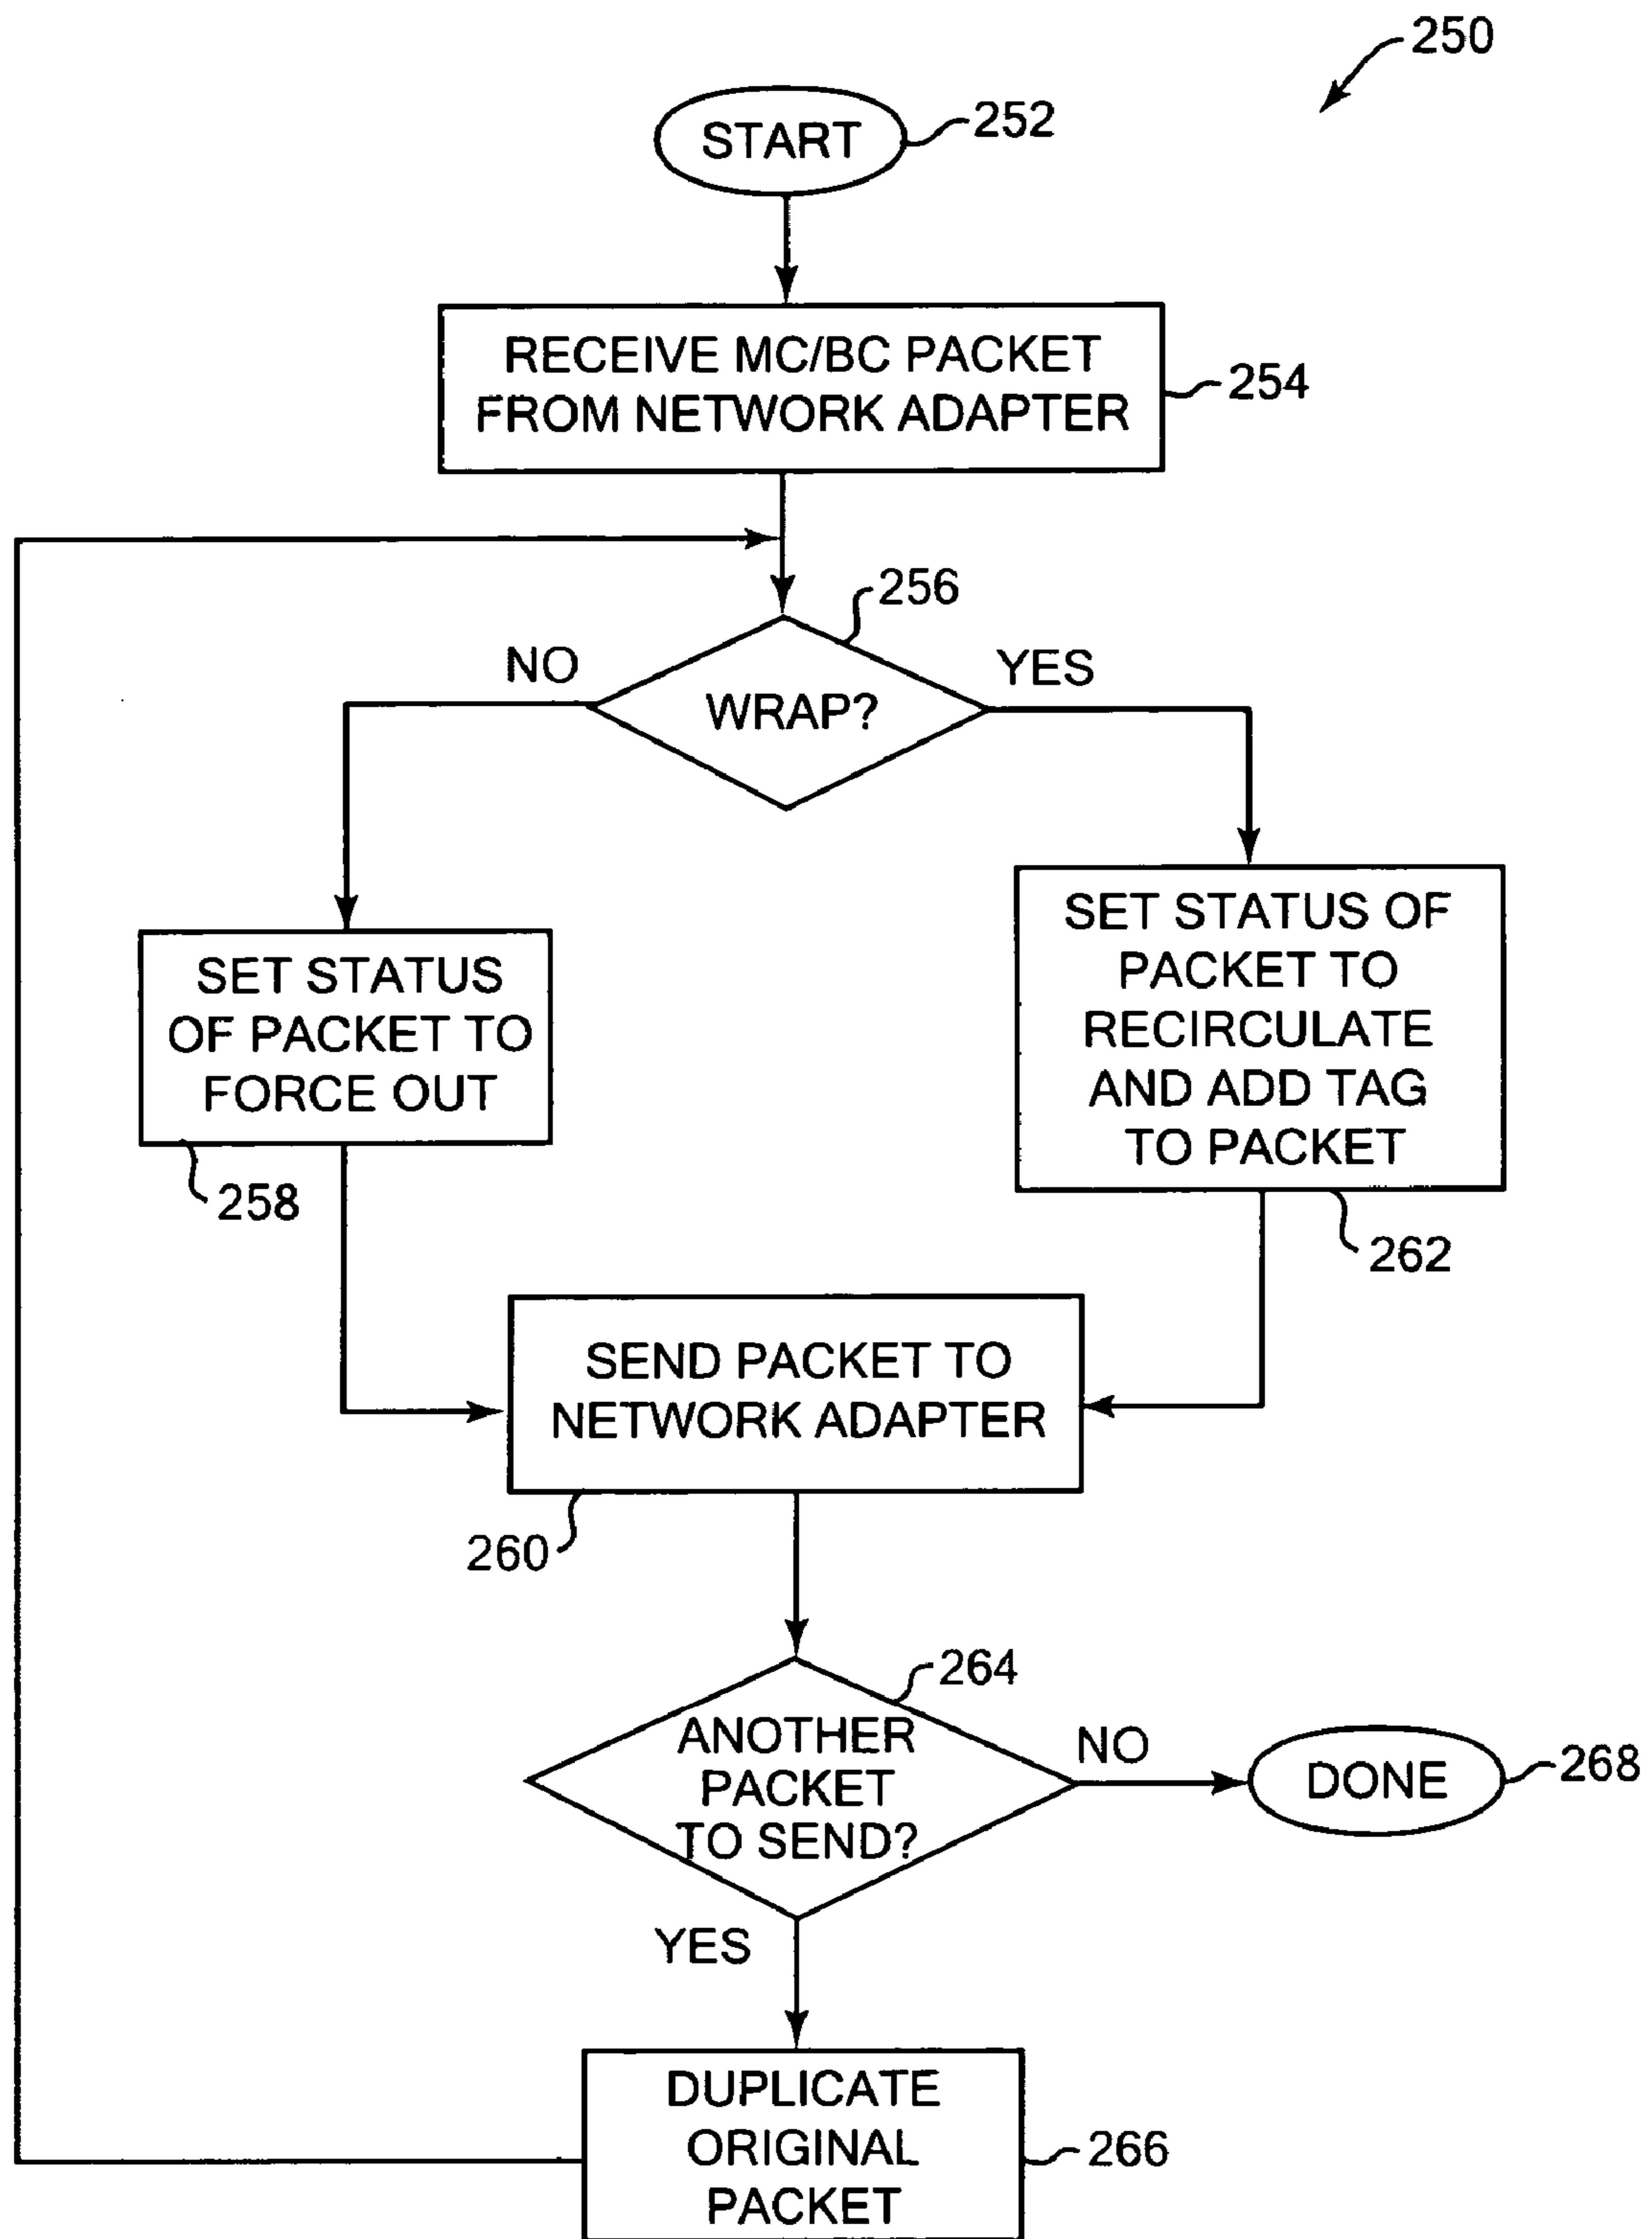 250
START
252
RECEIVE MC/BC PACKET
FROM NETWORK ADAPTER
254
256
NO
YES
WRAP?
SET STATUS
OF PACKET TO
FORCE OUT
258
SET STATUS OF
PACKET TO
RECIRCULATE
AND ADD TAG
TO PACKET
262
SEND PACKET TO
NETWORK ADAPTER
260
264
ANOTHER
PACKET
TO SEND?
NO
DONE
268
YES
DUPLICATE
ORIGINAL
PACKET
266